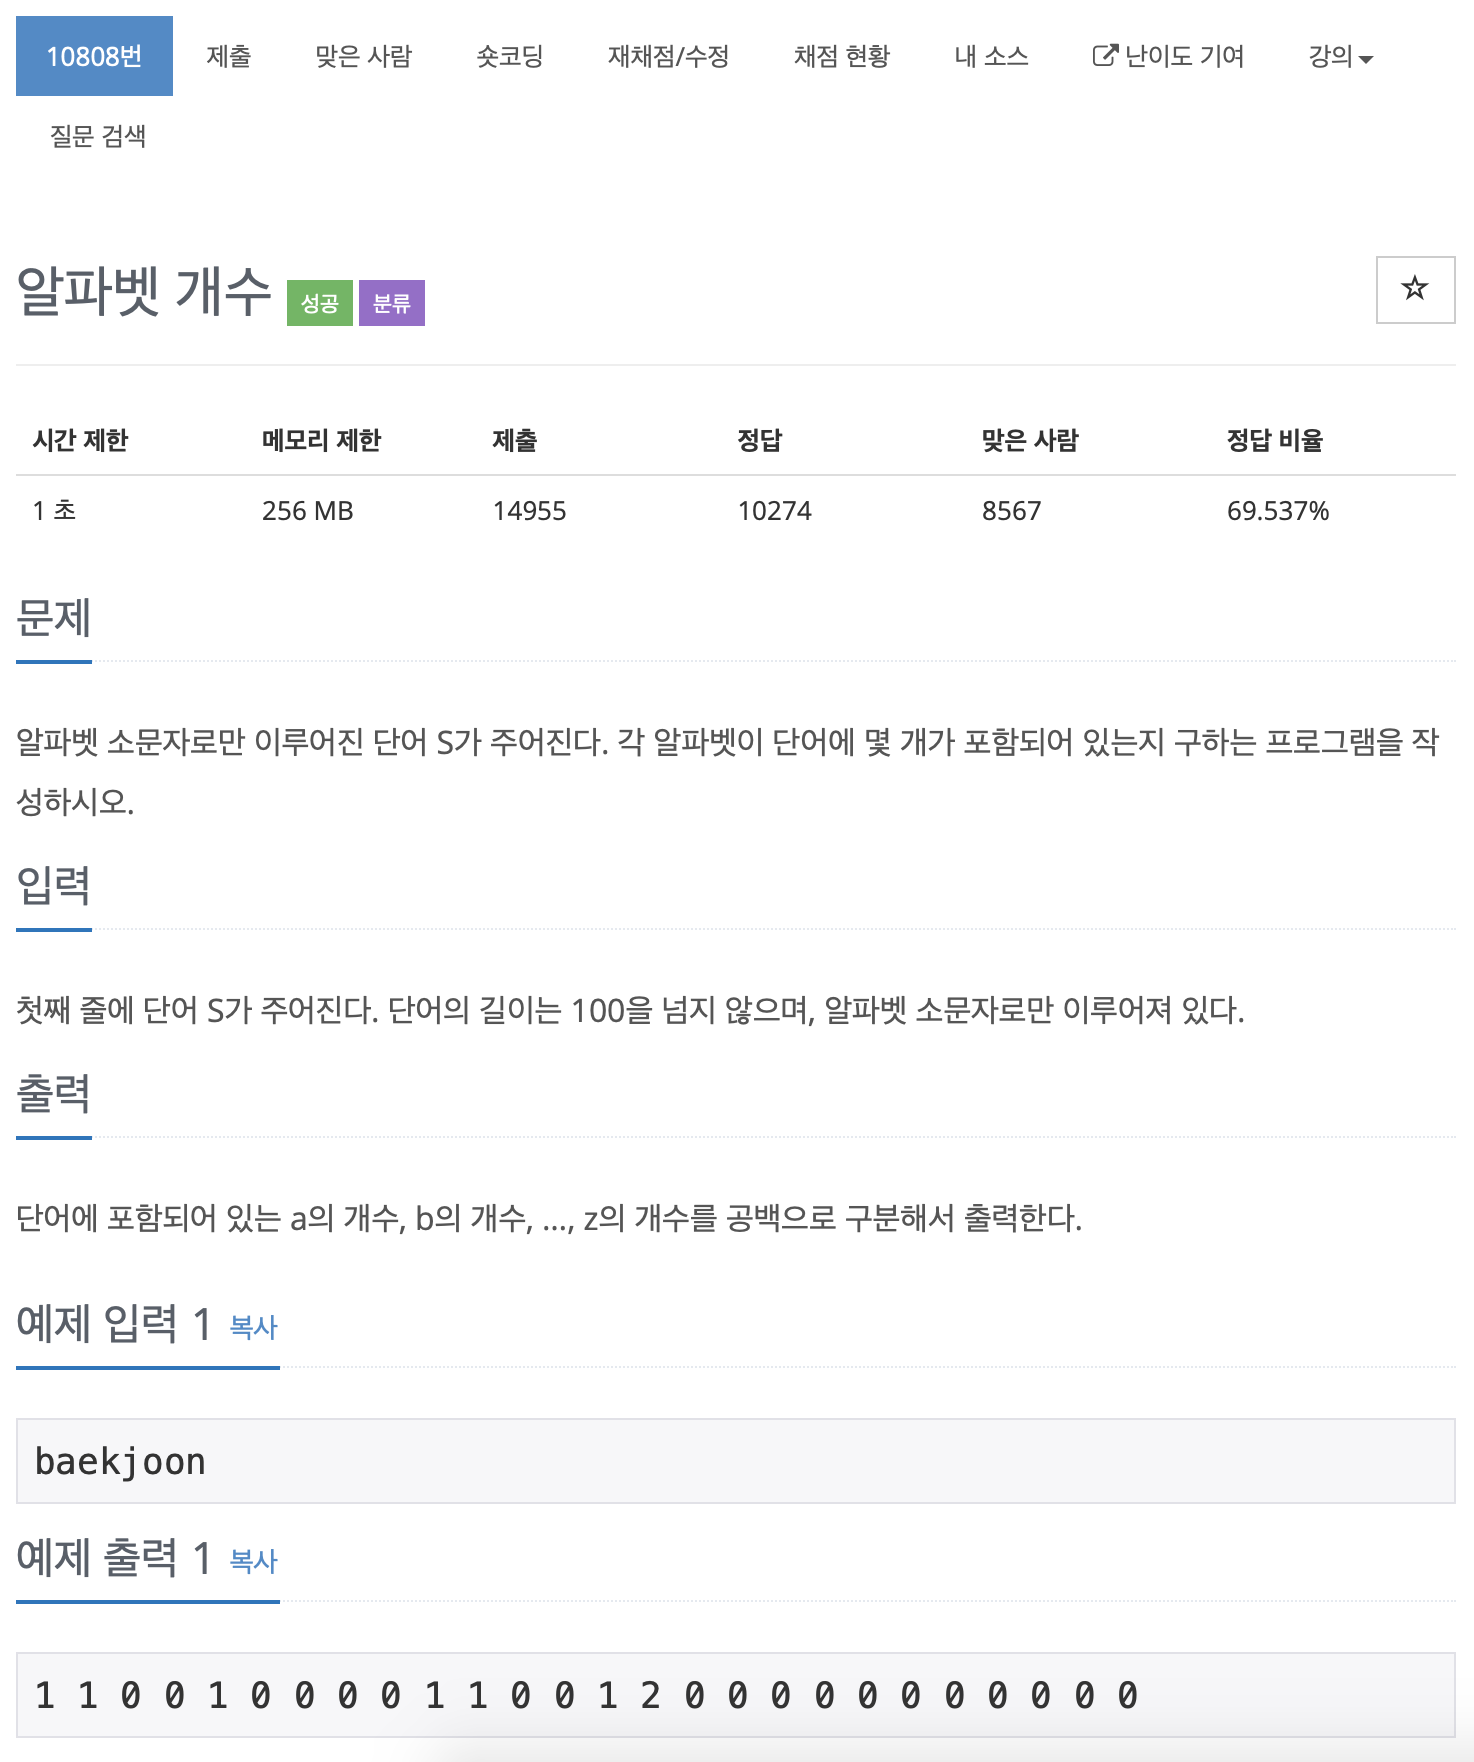 10808번 제출 맞은 사람 숏코딩 재채점/수정 채점 현황 내 소스 난이도 기여 강의
질문 검색
알파벳 개수 성공 분류
시간 제한 메모리 제한 제출 정답 맞은 사람 정답 비율
1 초 256 MB 14955 10274 8567 69.537%
문제
알파벳 소문자로만 이루어진 단어 S가 주어진다. 각 알파벳이 단어에 몇 개가 포함되어 있는지 구하는 프로그램을 작
성하시오.
입력
첫째 줄에 단어 S가 주어진다. 단어의 길이는 100을 넘지 않으며, 알파벳 소문자로만 이루어져 있다.
출력
단어에 포함되어 있는 a의 개수, b의 개수, ..., z의 개수를 공백으로 구분해서 출력한다.
예제 입력 1 복사
baekjoon
예제 출력 1 복사
1 1 0 0 1 0 0 0 0 1 1 0 0 1 2 0 0 0 0 0 0 0 0 0 0 0